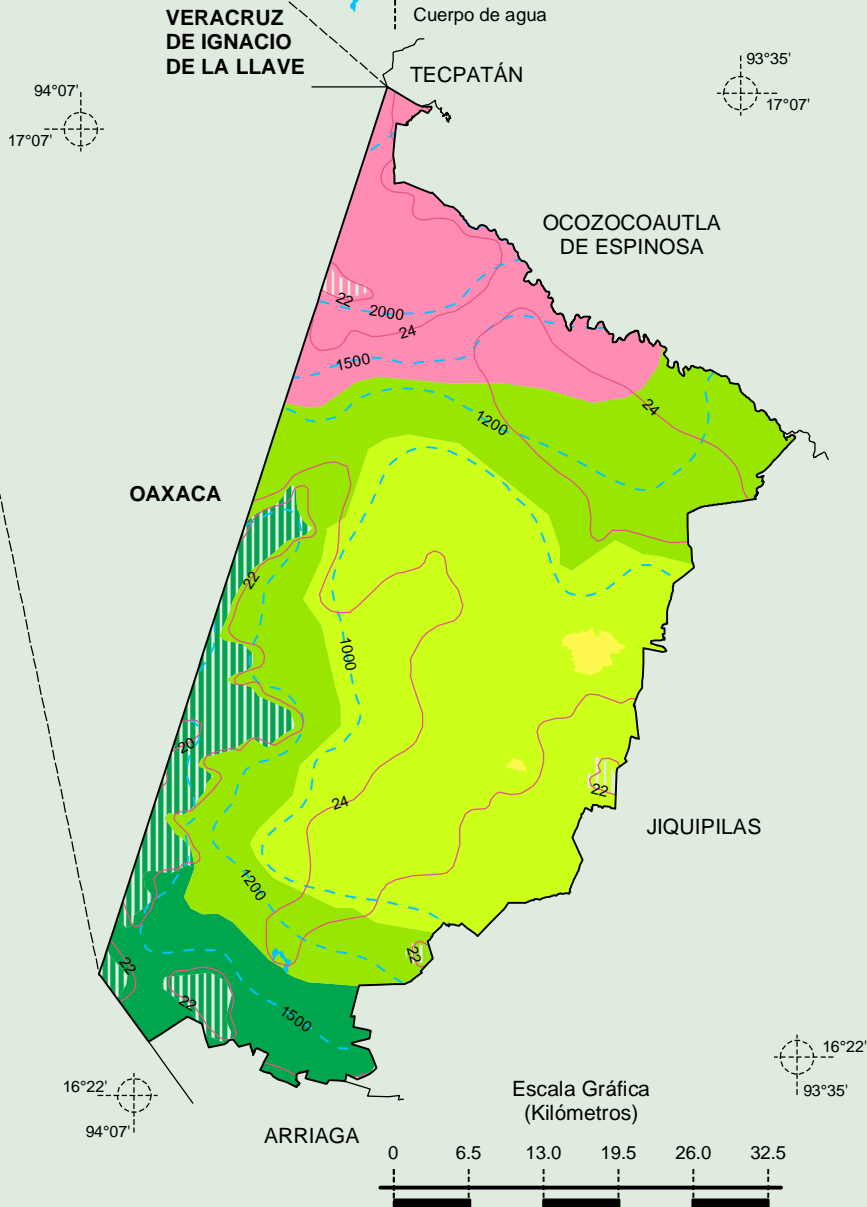 VERACRUZ
DE IGNACIO
DE LA LLAVE
Cuerpo de agua
TECPATÁN
94°07'
17°07'
93°35'
17°07'
OCOZOCOAUTLA
DE ESPINOSA
22
2000
24
1500
24
1200
OAXACA
22
1000
20
24
22
JIQUIPILAS
1200
22
22
22
1500
16°22'
94°07'
16°22'
93°35'
ARRIAGA
Escala Gráfica
(Kilómetros)
0 6.5 13.0 19.5 26.0 32.5